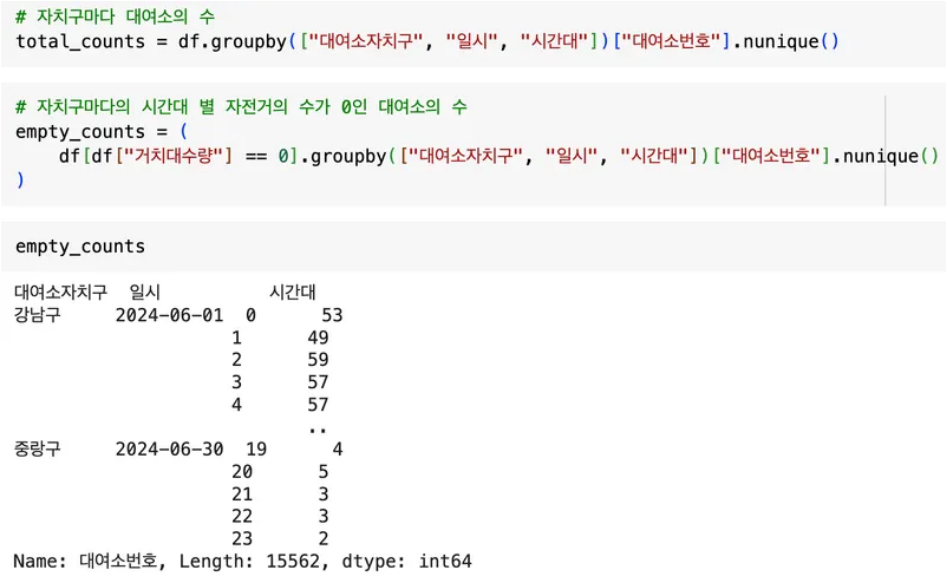 # 자치구마다 대여소의 수
total_counts = df.groupby(["대여소자치구", "일시", "시간대"])["대여소번호"].nunique()
# 자치구마다의 시간대 별 자전거의 수가 0인 대여소의 수
empty_counts = (
    df[df["거치대수량"] == 0].groupby(["대여소자치구", "일시", "시간대"])["대여소번호"].nunique()
)
empty_counts
대여소자치구  일시          시간대
강남구     2024-06-01  0      53
                    1      49
                    2      59
                    3      57
                    4      57
                           ..
중랑구     2024-06-30  19      4
                    20      5
                    21      3
                    22      3
                    23      2
Name: 대여소번호, Length: 15562, dtype: int64